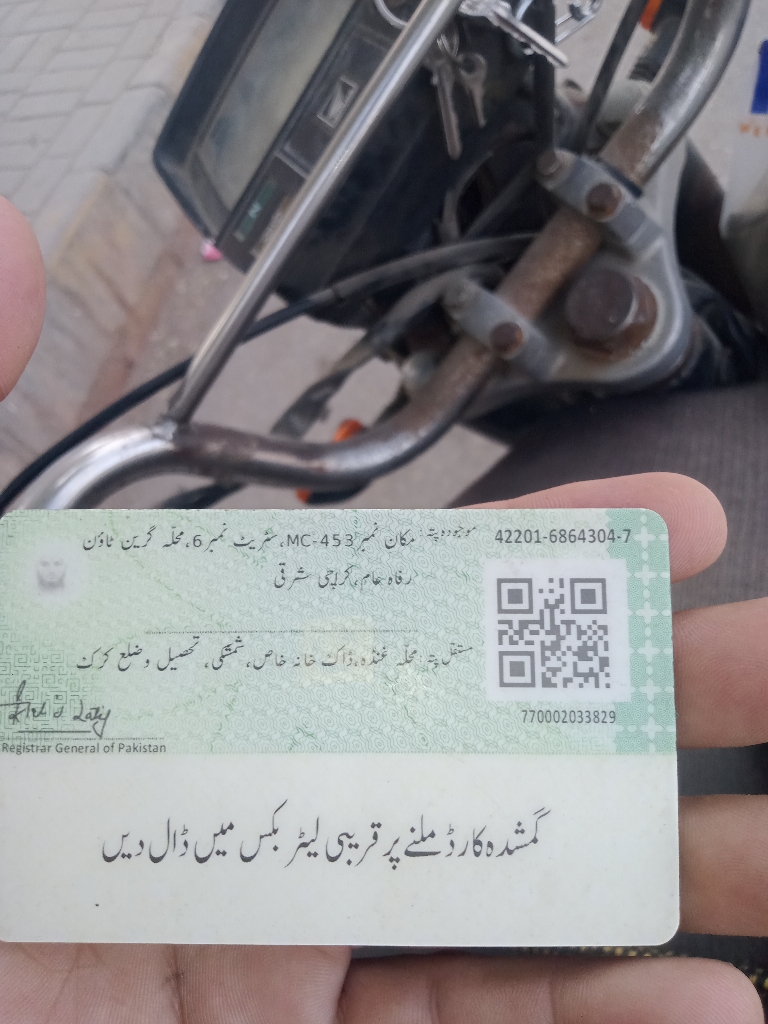 موجودہ پتہ: مکان نمبر MC-453، سٹریٹ نمبر 6، محلّہ گرین ٹاؤن
42201-6864304-7
رفاہ عام، کراچی شرقی
مستقل پتہ: محلّہ غنڈہ، ڈاک خانہ خاص، شمشکی، تحصیل و ضلع کرک
770002033829
Registrar General of Pakistan
گمشدہ کارڈ ملنے پر قریبی لیٹر بکس میں ڈال دیں